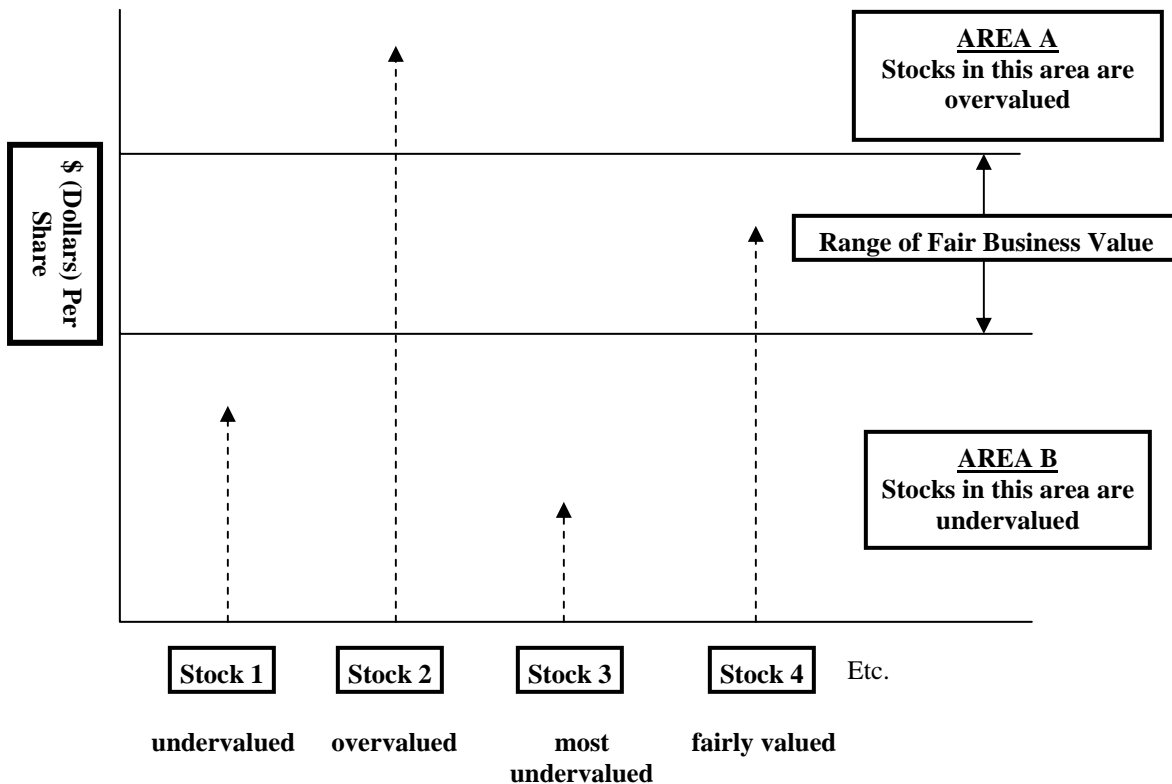 AREA A
Stocks in this area are
overvalued
$ (Dollars) Per
Share
Range of Fair Business Value
AREA B
Stocks in this area are
undervalued
Stock 1
Stock 2
Stock 3
Stock 4
Etc.
undervalued
overvalued
most
undervalued
fairly valued